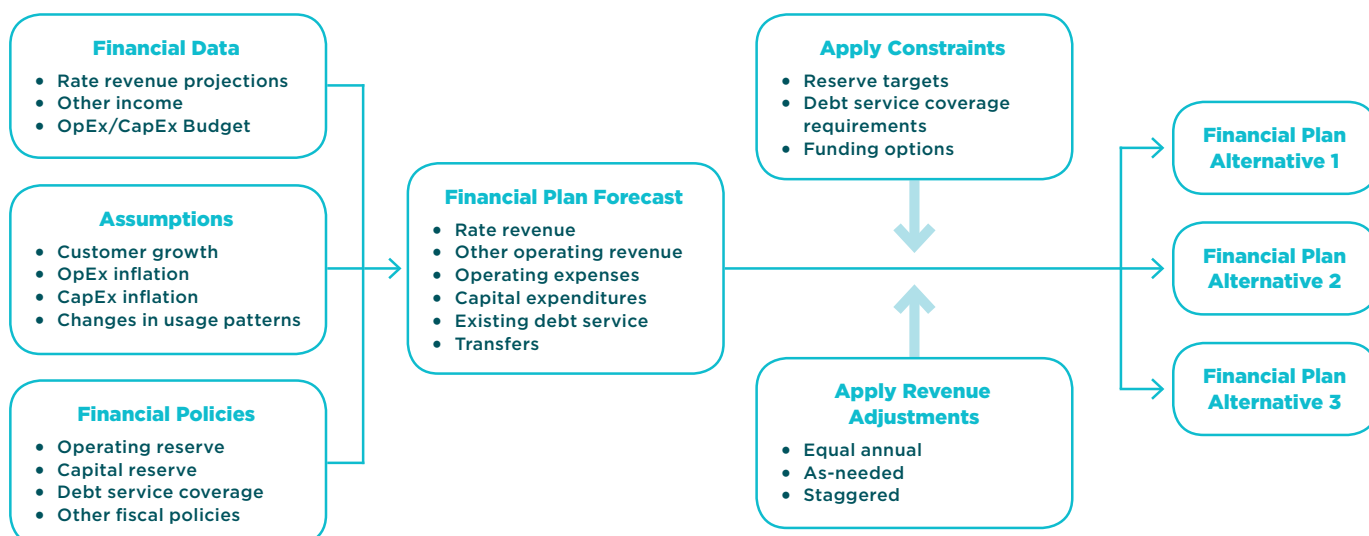 Financial Data
• Rate revenue projections
• Other income
• OpEx/CapEx Budget
Assumptions
• Customer growth
• OpEx inflation
• CapEx inflation
• Changes in usage patterns
Financial Policies
• Operating reserve
• Capital reserve
• Debt service coverage
• Other fiscal policies
Financial Plan Forecast
• Rate revenue
• Other operating revenue
• Operating expenses
• Capital expenditures
• Existing debt service
• Transfers
Apply Constraints
• Reserve targets
• Debt service coverage
requirements
• Funding options
Apply Revenue
Adjustments
• Equal annual
• As-needed
• Staggered
Financial Plan
Alternative 1
Financial Plan
Alternative 2
Financial Plan
Alternative 3